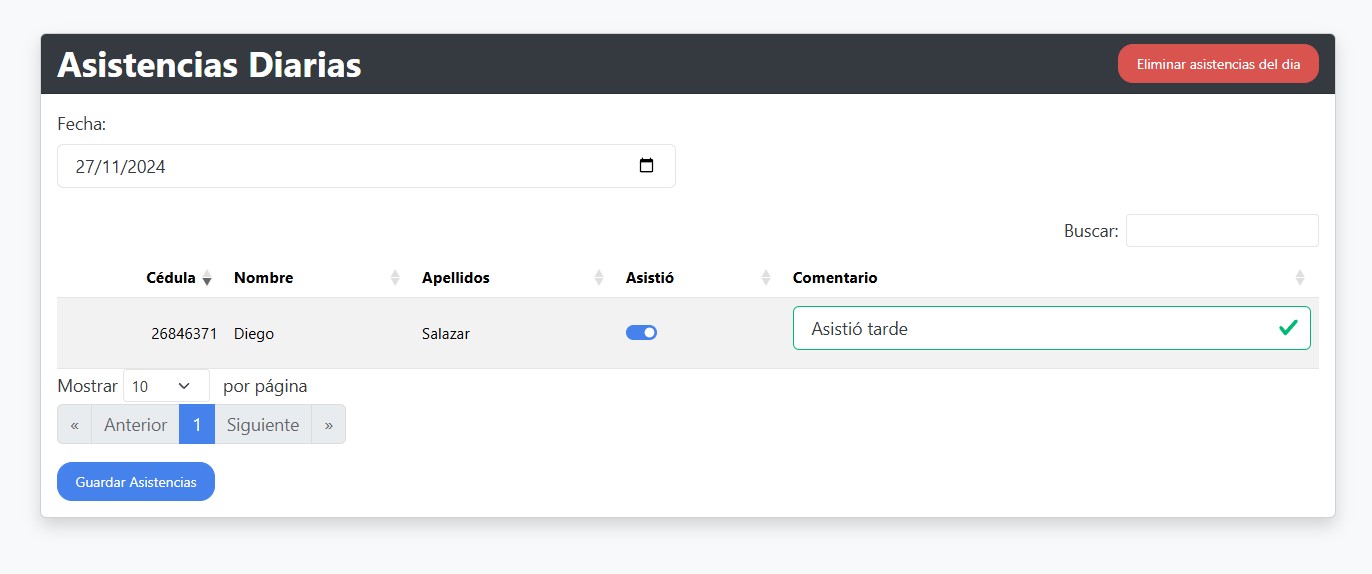 Asistencias Diarias
Eliminar asistencias del dia
Fecha:
27/11/2024
Buscar:
Cédula Nombre Apellidos Asistió Comentario
26846371 Diego Salazar Asistió tarde
Mostrar 10 por página
« Anterior 1 Siguiente »
Guardar Asistencias